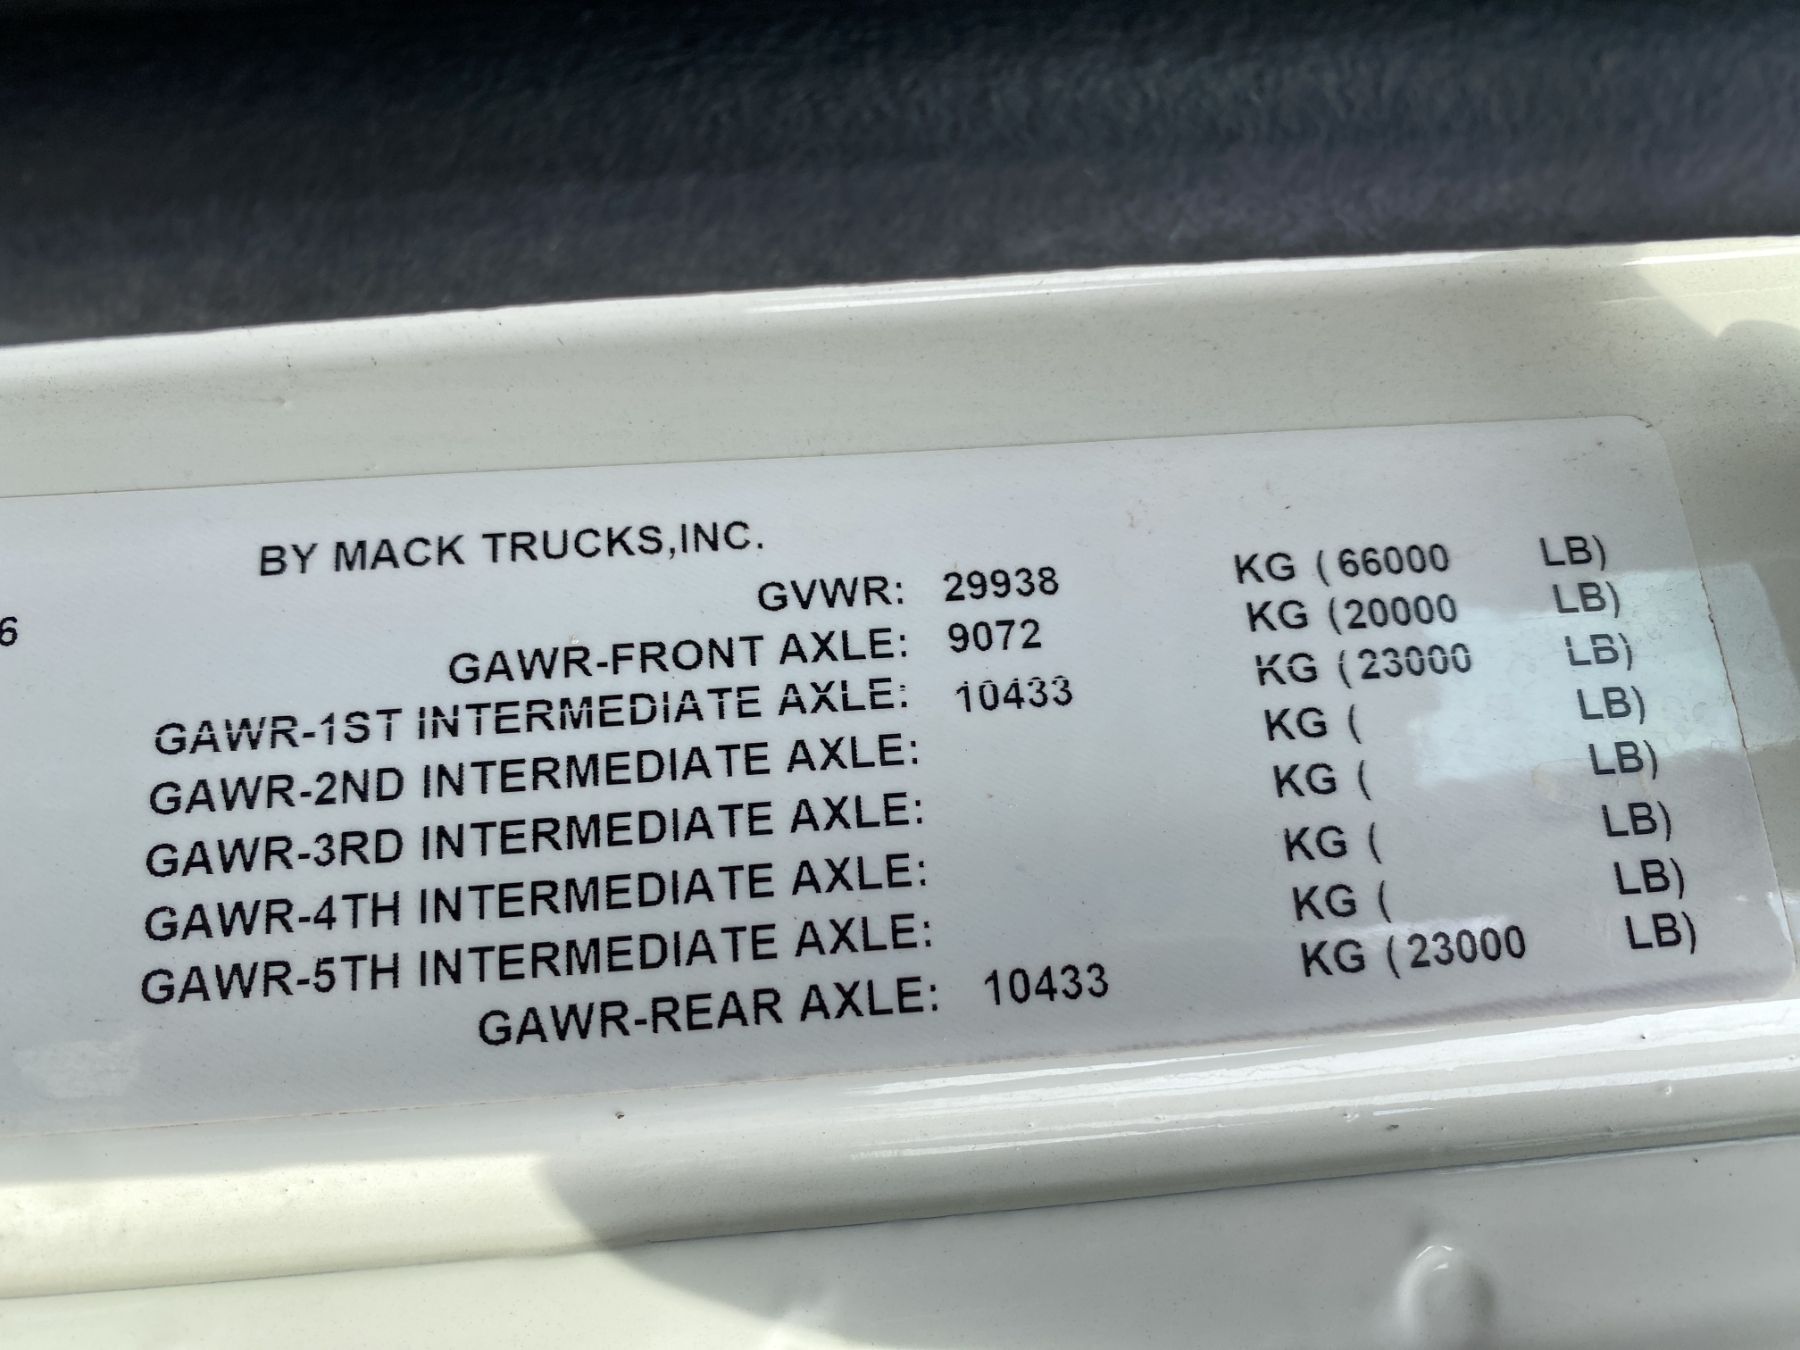 BY MACK TRUCKS,INC.
GVWR: 29938 KG (66000 LB)
6
GAWR-FRONT AXLE: 9072 KG (20000 LB)
GAWR-1ST INTERMEDIATE AXLE: 10433 KG (23000 LB)
GAWR-2ND INTERMEDIATE AXLE: KG ( LB)
GAWR-3RD INTERMEDIATE AXLE: KG ( LB)
GAWR-4TH INTERMEDIATE AXLE: KG ( LB)
GAWR-5TH INTERMEDIATE AXLE: KG ( LB)
GAWR-REAR AXLE: 10433 KG (23000 LB)